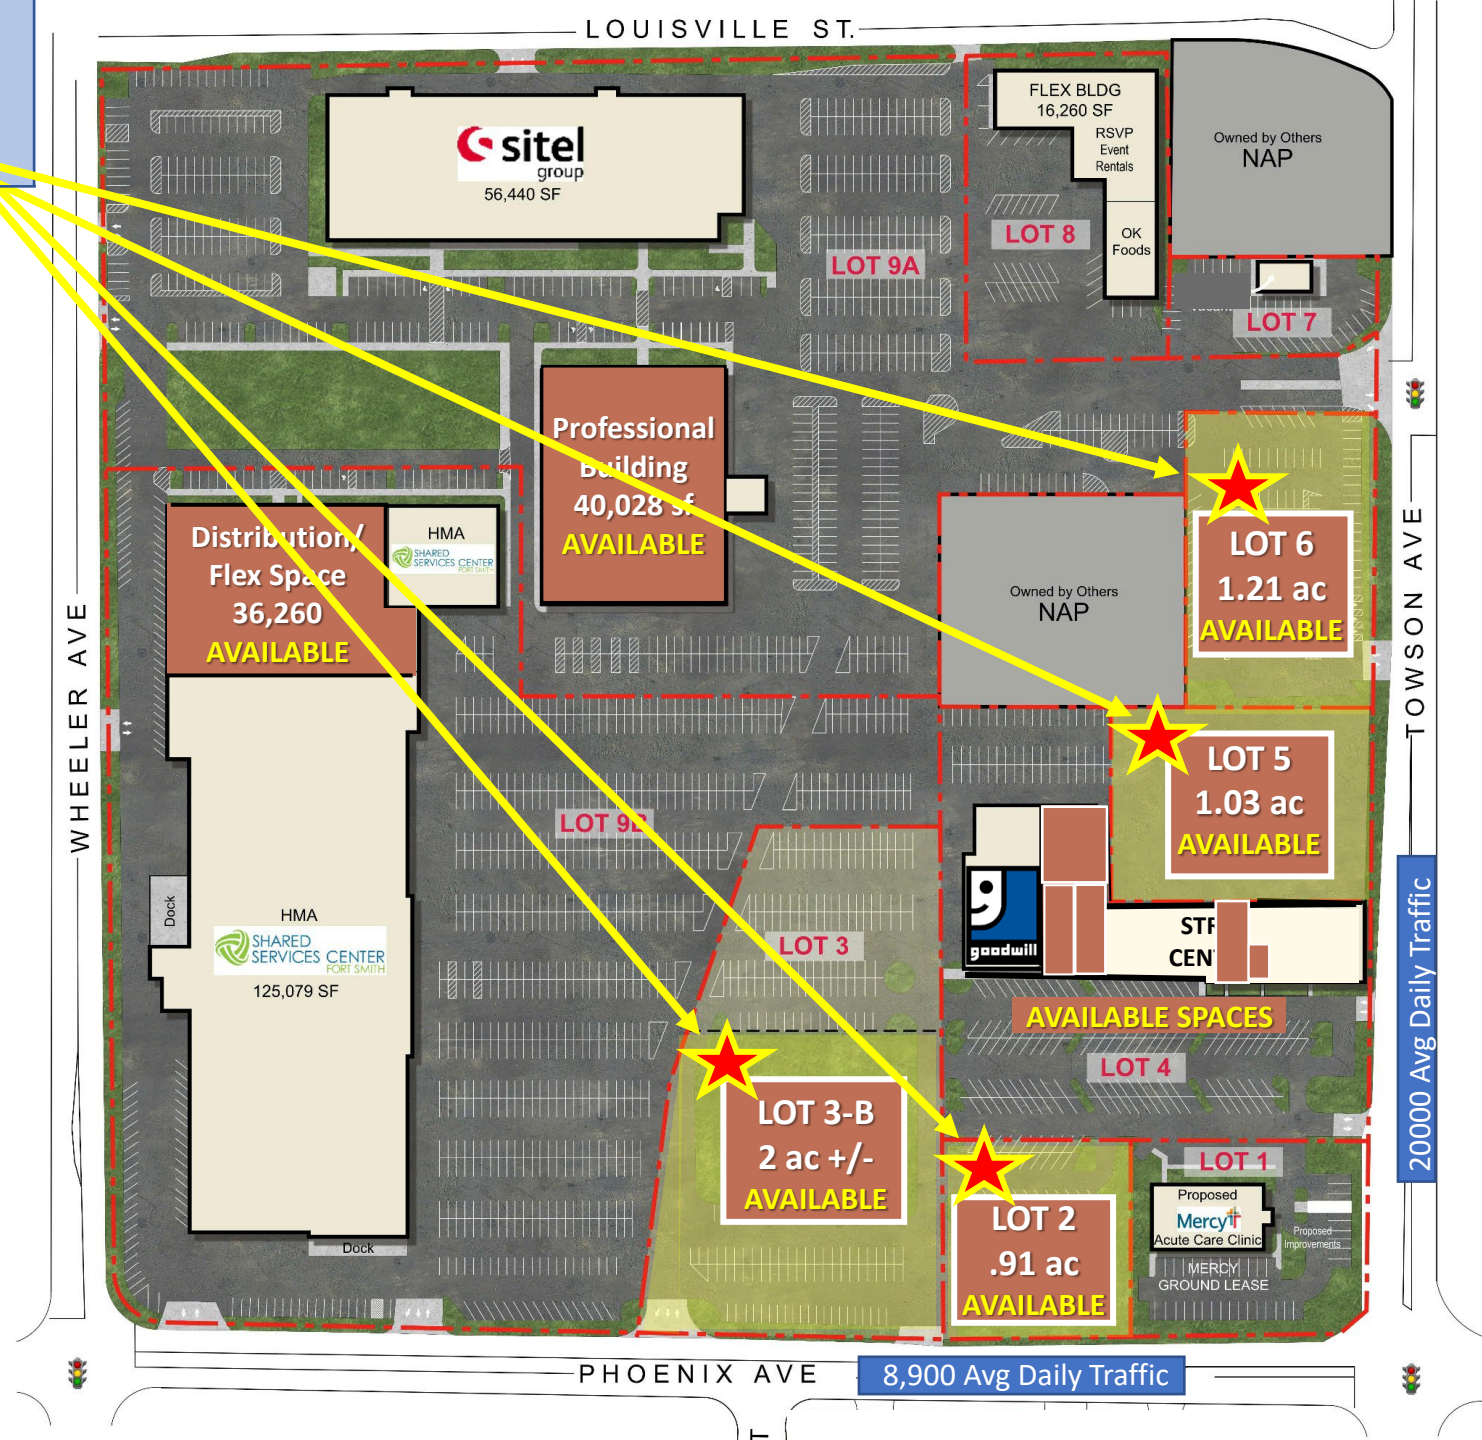 LOUISVILLE ST.
FLEX BLDG
16,260 SF
RSVP
Event
Rentals
OK
Foods
Owned by Others
NAP
sitel
group
56,440 SF
LOT 8
LOT 9A
LOT 7
Professional
Building
40,028 sf
AVAILABLE
Distribution/
Flex Space
36,260
AVAILABLE
HMA
SHARED
SERVICES CENTER
FORT SMITH
Owned by Others
NAP
LOT 6
1.21 ac
AVAILABLE
TOWSON AVE
WHEELER AVE
LOT 5
1.03 ac
AVAILABLE
LOT 9B
goodwill
STR
CEN
AVAILABLE SPACES
20000 Avg Daily Traffic
Dock
HMA
SHARED
SERVICES CENTER
FORT SMITH
125,079 SF
LOT 3
LOT 4
LOT 3-B
2 ac +/-
AVAILABLE
LOT 2
.91 ac
AVAILABLE
LOT 1
Proposed
Mercy
Acute Care Clinic
Proposed
Improvements
MERCY
GROUND LEASE
Dock
PHOENIX AVE
8,900 Avg Daily Traffic